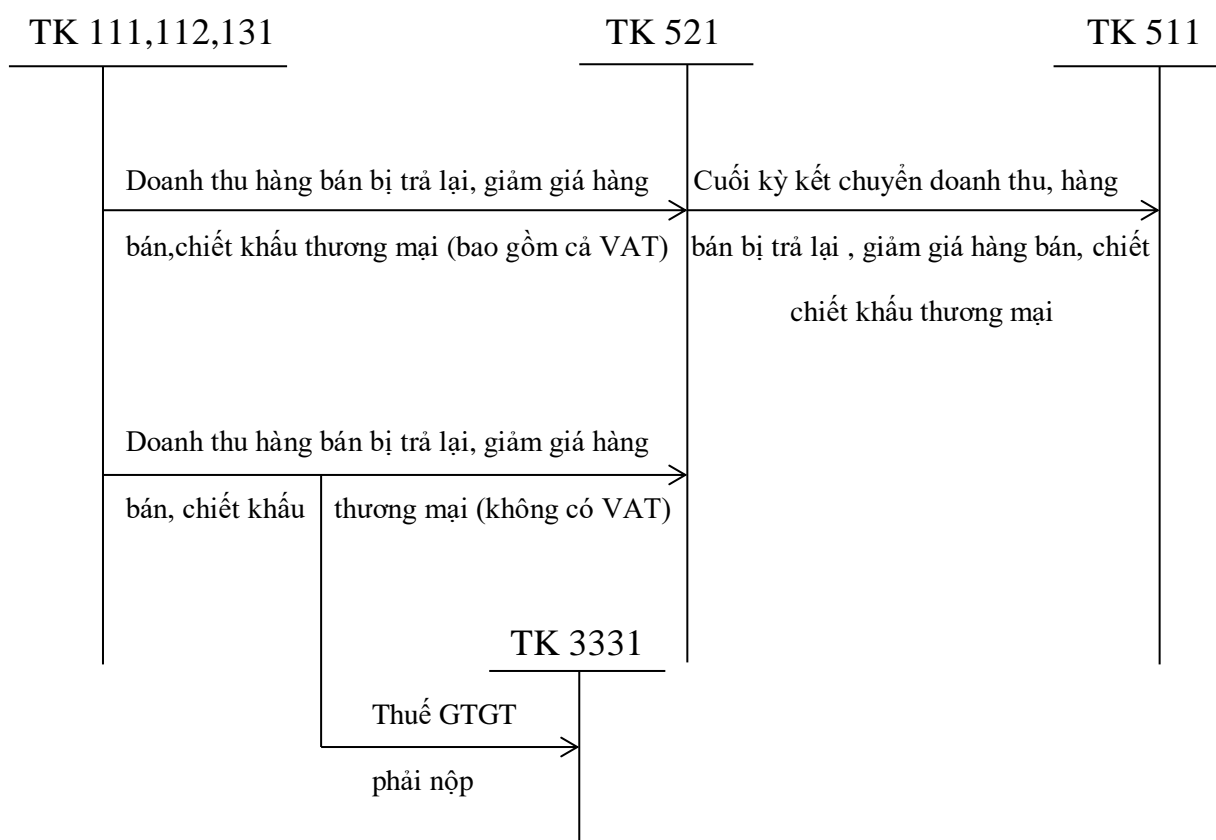 TK 111,112,131
TK 521
TK 511
Doanh thu hàng bán bị trả lại, giảm giá hàng
bán,chiết khấu thương mại (bao gồm cả VAT)
Cuối kỳ kết chuyển doanh thu, hàng
bán bị trả lại , giảm giá hàng bán, chiết
chiết khấu thương mại
Doanh thu hàng bán bị trả lại, giảm giá hàng
bán, chiết khấu thương mại (không có VAT)
TK 3331
Thuế GTGT
phải nộp